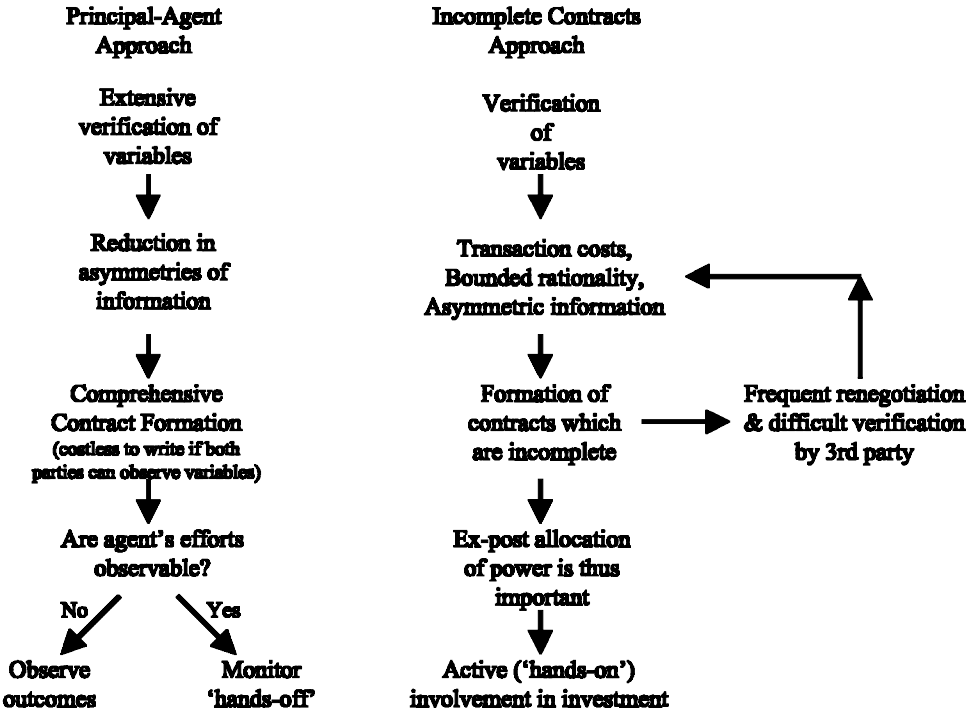 Principal-Agent
Approach
Extensive
verification of
variables
Reduction in
asymmetries of
information
Comprehensive
Contract Formation
(costless to write if both
parties can observe variables)
Are agent's efforts
observable?
No
Yes
Observe
outcomes
Monitor
'hands-off'
Incomplete Contracts
Approach
Verification
of
variables
Transaction costs,
Bounded rationality,
Asymmetric information
Formation of
contracts which
are incomplete
Frequent renegotiation
& difficult verification
by 3rd party
Ex-post allocation
of power is thus
important
Active ('hands-on')
involvement in investment